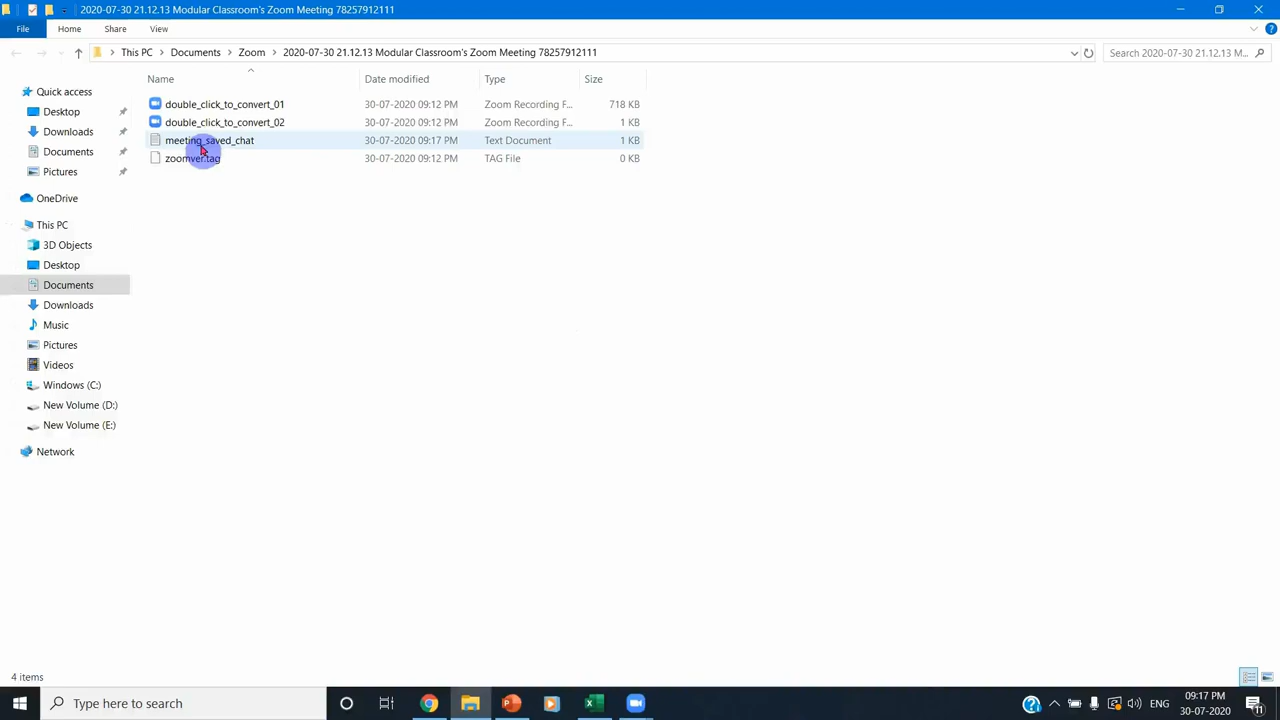 2020-07-30 21.12.13 Modular Classroom's Zoom Meeting 78257912111
File Home Share View
This PC Documents Zoom 2020-07-30 21.12.13 Modular Classroom's Zoom Meeting 78257912111 Search 2020-07-30 21.12.13 M...
Name Date modified Type Size
double_click_to_convert_01 30-07-2020 09:12 PM Zoom Recording F... 718 KB
double_click_to_convert_02 30-07-2020 09:12 PM Zoom Recording F... 1 KB
meeting_saved_chat 30-07-2020 09:17 PM Text Document 1 KB
zoomver.tag 30-07-2020 09:12 PM TAG File 0 KB
Quick access
Desktop
Downloads
Documents
Pictures
OneDrive
This PC
3D Objects
Desktop
Documents
Downloads
Music
Pictures
Videos
Windows (C:)
New Volume (D:)
New Volume (E:)
Network
4 items
Type here to search
ENG
09:17 PM
30-07-2020
11